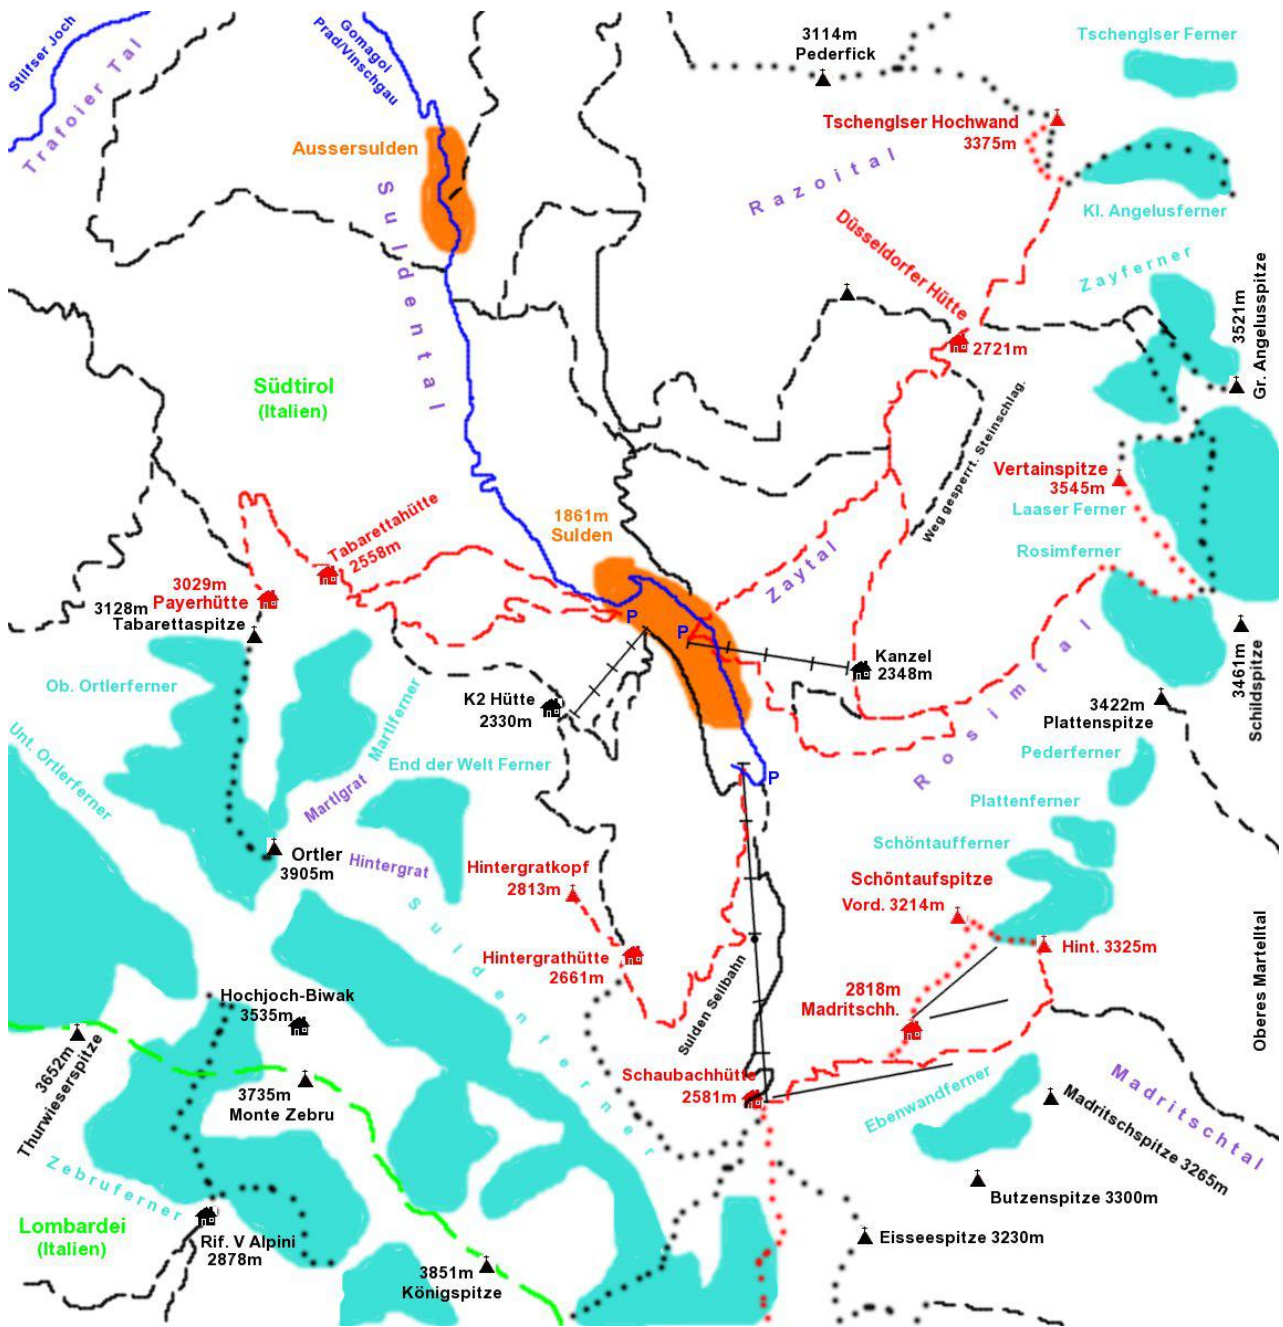 Stilfser Joch
Trafoier Tal
Gomagoi
Prad/Vinschgau
Aussersulden
Suldental
3114m
Pederfick
Tschenglser Ferner
Tschenglser Hochwand
3375m
Razoital
Kl. Angelusferner
Düsseldorfer Hütte
2721m
Zayferner
3521m
Gr. Angelusspitze
Südtirol
(Italien)
Weg gesperrt. Steinschlag.
Vertainspitze
3545m
Laaser Ferner
Rosimferner
Tabarettahütte
2558m
1861m
Sulden
Zaytal
3029m
Payerhütte
3128m
Tabarettaspitze
P
P
Kanzel
2348m
Rosimtal
3461m
Schildspitze
3422m
Plattenspitze
Ob. Ortlerferner
Marltferner
K2 Hütte
2330m
Unt. Ortlerferner
End der Welt Ferner
Martlgrat
P
Pederferner
Plattenferner
Schöntaufferner
Ortler
3905m
Hintergrat
Hintergratkopf
2813m
Schöntaufspitze
Vord. 3214m
Hint. 3325m
Suldenferner
Hintergrathütte
2661m
Sulden Seilbahn
2818m
Madritschh.
Oberes Martelltal
Hochjoch-Biwak
3535m
3652m
Thurwieserspitze
3735m
Monte Zebru
Schaubachhütte
2581m
Ebenwandferner
Madritschtal
Madritschspitze 3265m
Butzenspitze 3300m
Zebruferner
Lombardei
(Italien)
Rif. V Alpini
2878m
Eisseespitze 3230m
3851m
Königspitze